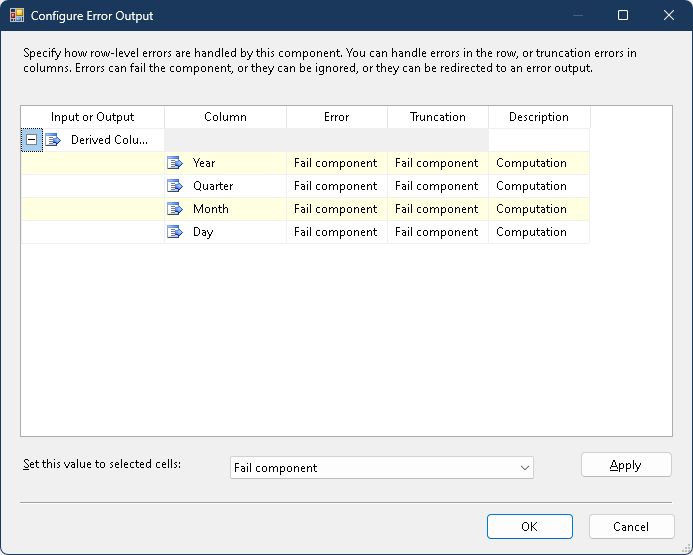 Configure Error Output
Specify how row-level errors are handled by this component. You can handle errors in the row, or truncation errors in
columns. Errors can fail the component, or they can be ignored, or they can be redirected to an error output.
Input or Output Column Error Truncation Description
Derived Colu...
Year Fail component Fail component Computation
Quarter Fail component Fail component Computation
Month Fail component Fail component Computation
Day Fail component Fail component Computation
Set this value to selected cells: Fail component Apply
OK Cancel